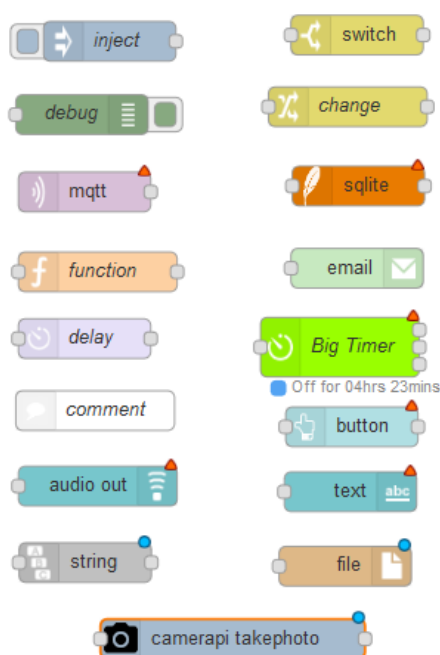 inject
switch
debug
change
mqtt
sqlite
function
email
delay
Big Timer
Off for 04hrs 23mins
comment
button
audio out
text
abc
string
A
B
C
file
camerapi takephoto